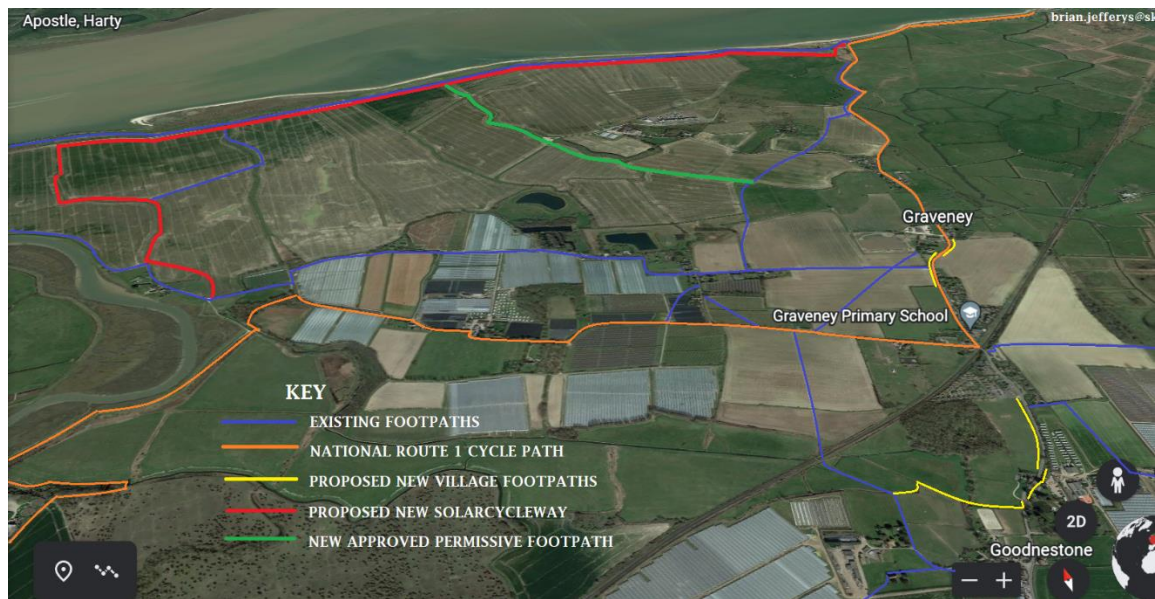 Apostle, Harty
brian.jefferys@sk
Graveney
Graveney Primary School
KEY
EXISTING FOOTPATHS
NATIONAL ROUTE 1 CYCLE PATH
PROPOSED NEW VILLAGE FOOTPATHS
PROPOSED NEW SOLARCYCLEWAY
NEW APPROVED PERMISSIVE FOOTPATH
2D
Goodnestone